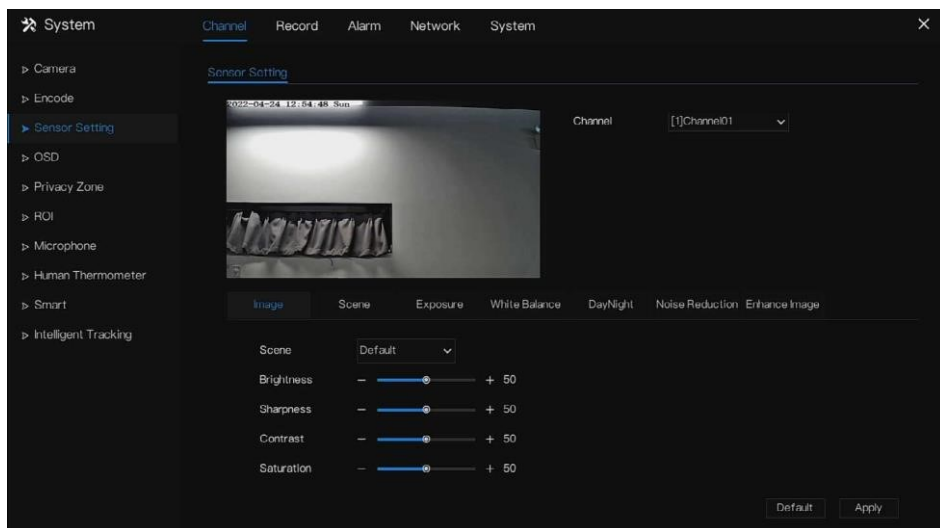 System
Channel Record Alarm Network System
Camera
Encode
Sensor Setting
OSD
Privacy Zone
ROI
Microphone
Human Thermometer
Smart
Intelligent Tracking
Sensor Setting
2022-04-24 12:54:48 Sun
Channel [1]Channel01
Image Scene Exposure White Balance DayNight Noise Reduction Enhance Image
Scene Default
Brightness − + 50
Sharpness − + 50
Contrast − + 50
Saturation − + 50
Default Apply